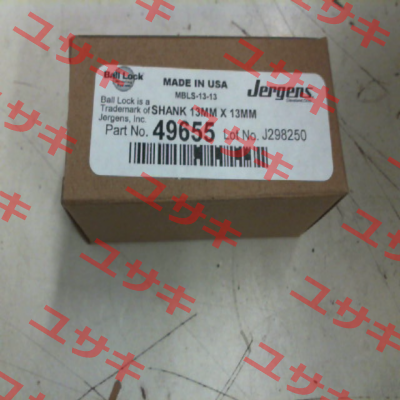 Ball Lock
MADE IN USA
Jergens
MBLS-13-13
Ball Lock is a
Trademark of
Jergens, Inc.
SHANK 13MM X 13MM
Part No. 49655 Lot No. J298250
ユサキ
ユサキ
ユサキ
ユサキ
ユサキ
ユサキ
ユサキ
ユサキ
ユサキ